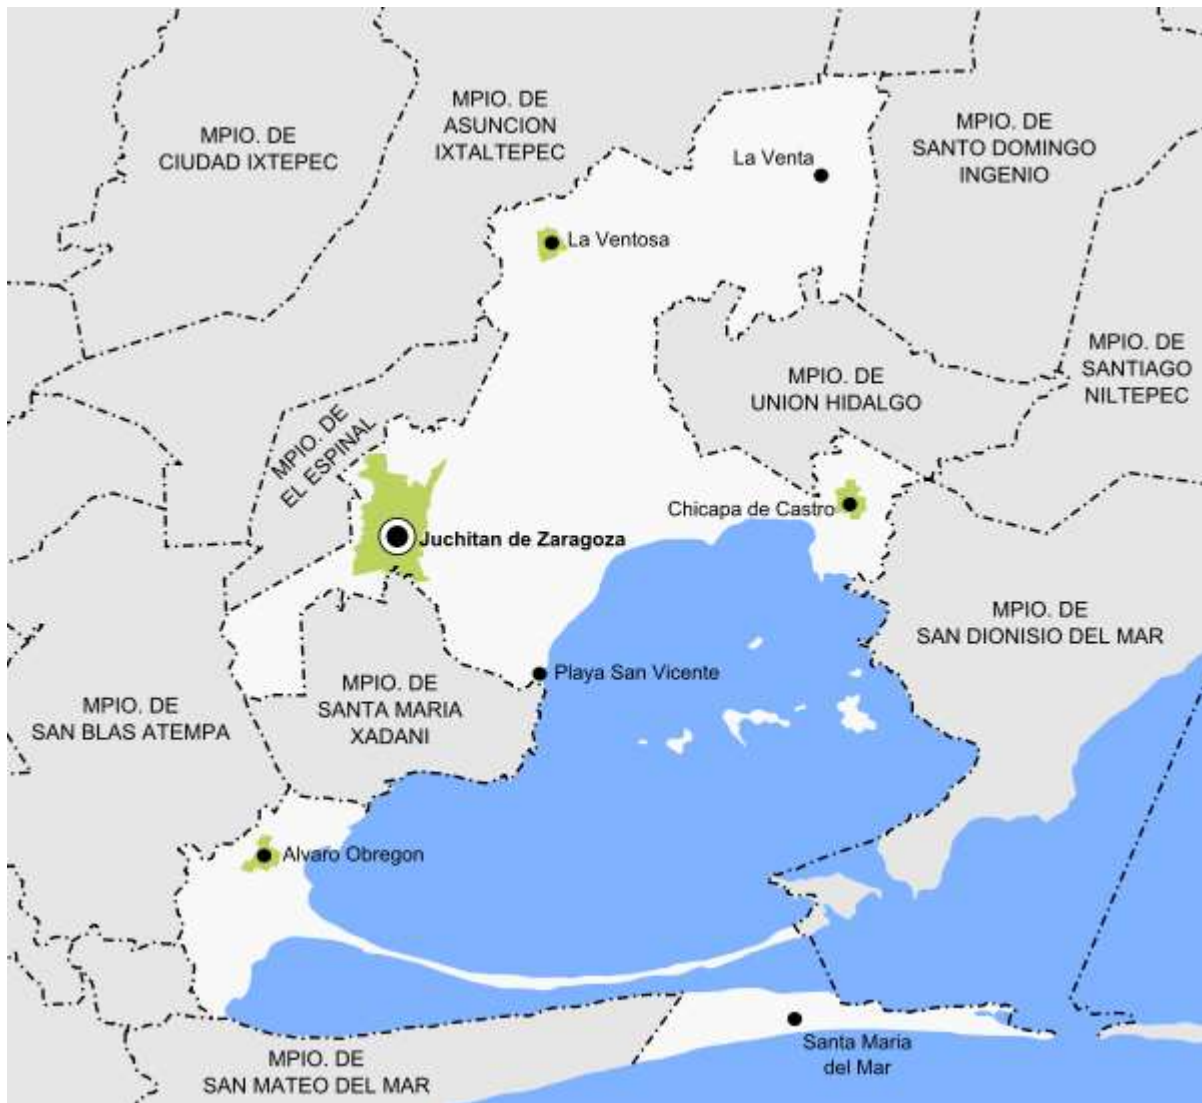 MPIO. DE
ASUNCION
IXTALTEPEC
MPIO. DE
CIUDAD IXTEPEC
MPIO. DE
SANTO DOMINGO
INGENIO
La Venta
La Ventosa
MPIO. DE
SANTIAGO
NILTEPEC
MPIO. DE
UNION HIDALGO
MPIO. DE
EL ESPINAL
Chicapa de Castro
Juchitan de Zaragoza
MPIO. DE
SAN DIONISIO DEL MAR
Playa San Vicente
MPIO. DE
SANTA MARIA
XADANI
MPIO. DE
SAN BLAS ATEMPA
Alvaro Obregon
Santa Maria
del Mar
MPIO. DE
SAN MATEO DEL MAR